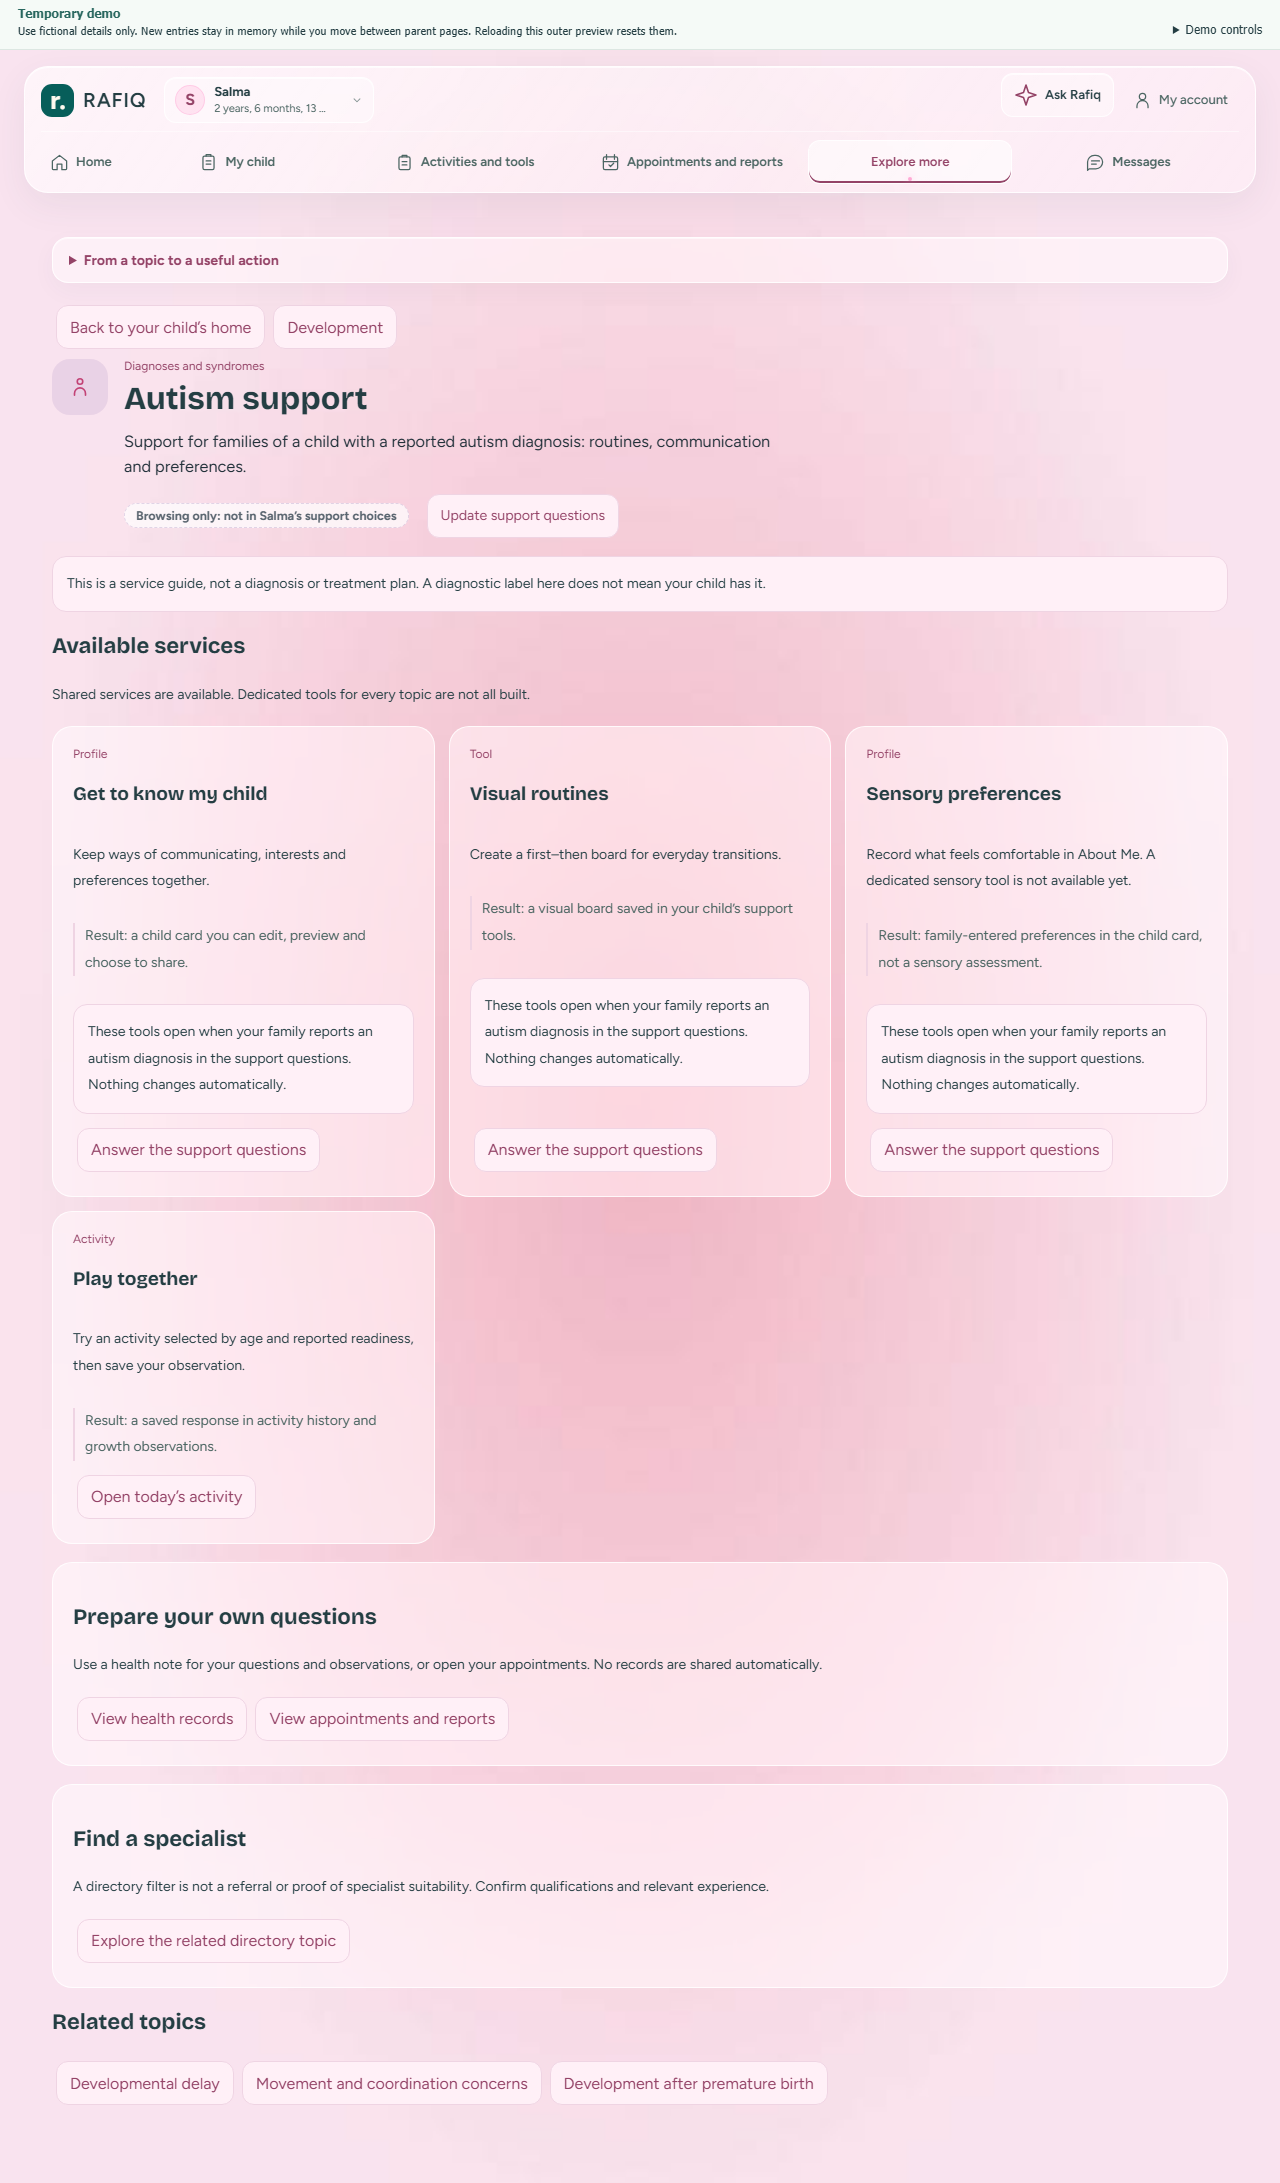 Temporary demo
Use fictional details only. New entries stay in memory while you move between parent pages. Reloading this outer preview resets them.
Demo controls
r. RAFIQ
S
Salma
2 years, 6 months, 13 ...
Ask Rafiq
My account
Home
My child
Activities and tools
Appointments and reports
Explore more
Messages
From a topic to a useful action
Back to your child's home
Development
Diagnoses and syndromes
Autism support
Support for families of a child with a reported autism diagnosis: routines, communication
and preferences.
Browsing only: not in Salma's support choices
Update support questions
This is a service guide, not a diagnosis or treatment plan. A diagnostic label here does not mean your child has it.
Available services
Shared services are available. Dedicated tools for every topic are not all built.
Profile
Get to know my child
Keep ways of communicating, interests and
preferences together.
Result: a child card you can edit, preview and
choose to share.
These tools open when your family reports an
autism diagnosis in the support questions.
Nothing changes automatically.
Answer the support questions
Tool
Visual routines
Create a first–then board for everyday transitions.
Result: a visual board saved in your child's support
tools.
These tools open when your family reports an
autism diagnosis in the support questions.
Nothing changes automatically.
Answer the support questions
Profile
Sensory preferences
Record what feels comfortable in About Me. A
dedicated sensory tool is not available yet.
Result: family-entered preferences in the child card,
not a sensory assessment.
These tools open when your family reports an
autism diagnosis in the support questions.
Nothing changes automatically.
Answer the support questions
Activity
Play together
Try an activity selected by age and reported readiness,
then save your observation.
Result: a saved response in activity history and
growth observations.
Open today's activity
Prepare your own questions
Use a health note for your questions and observations, or open your appointments. No records are shared automatically.
View health records
View appointments and reports
Find a specialist
A directory filter is not a referral or proof of specialist suitability. Confirm qualifications and relevant experience.
Explore the related directory topic
Related topics
Developmental delay
Movement and coordination concerns
Development after premature birth